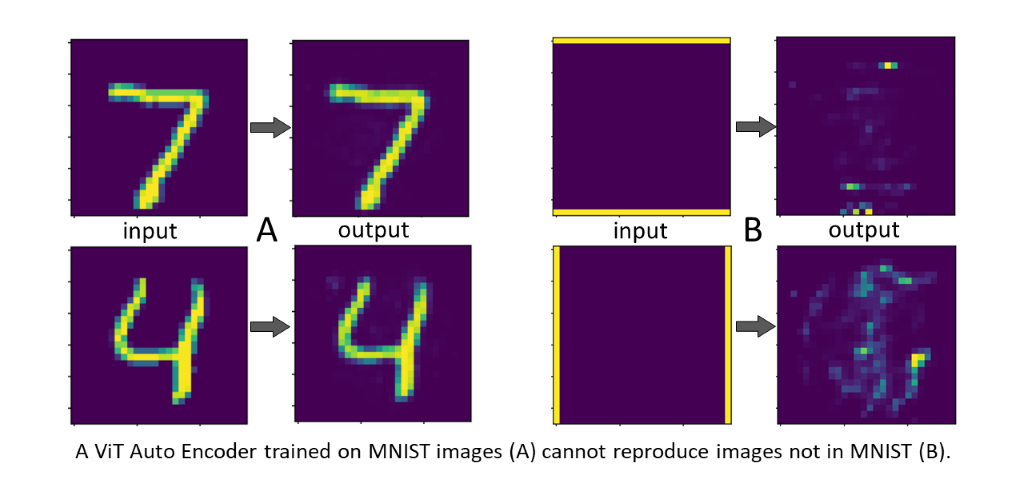 input A output
input B output
A ViT Auto Encoder trained on MNIST images (A) cannot reproduce images not in MNIST (B).